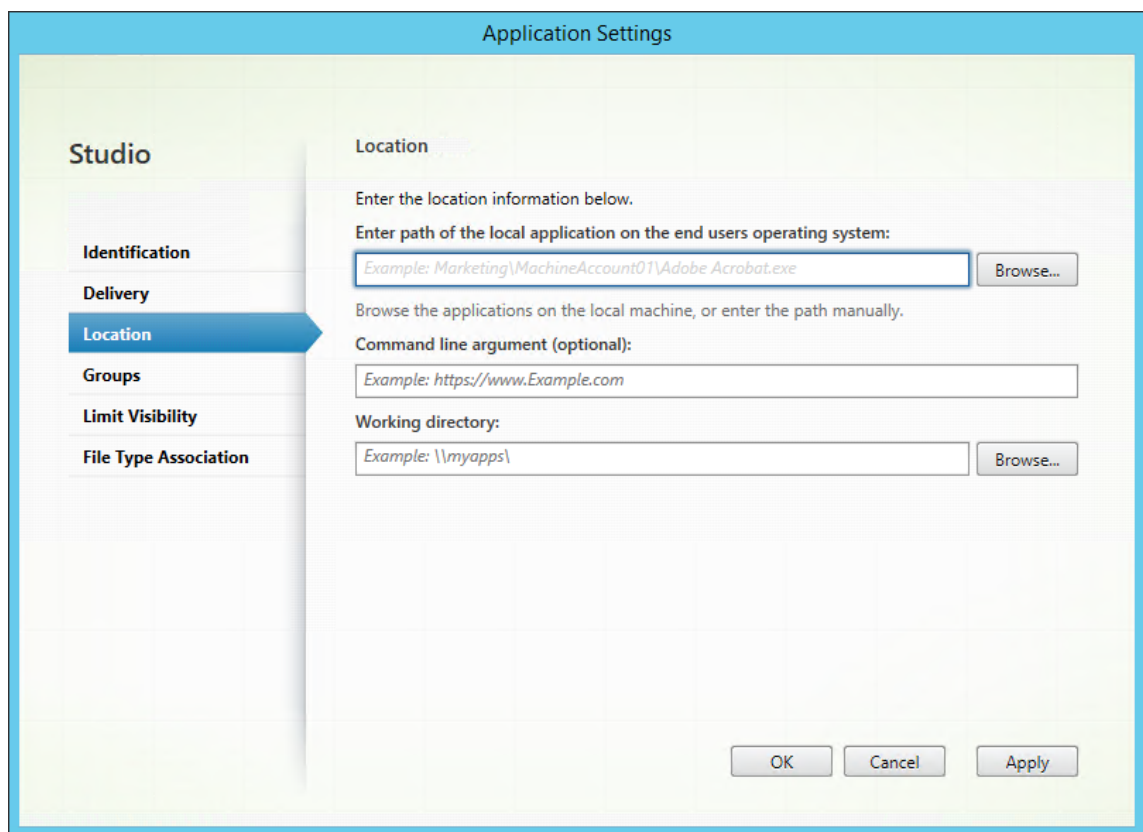 Application Settings
Studio
Identification
Delivery
Location
Groups
Limit Visibility
File Type Association
Location
Enter the location information below.
Enter path of the local application on the end users operating system:
Example: Marketing\MachineAccount01\Adobe Acrobat.exe
Browse...
Browse the applications on the local machine, or enter the path manually.
Command line argument (optional):
Example: https://www.Example.com
Working directory:
Example: \\myapps\
Browse...
OK
Cancel
Apply